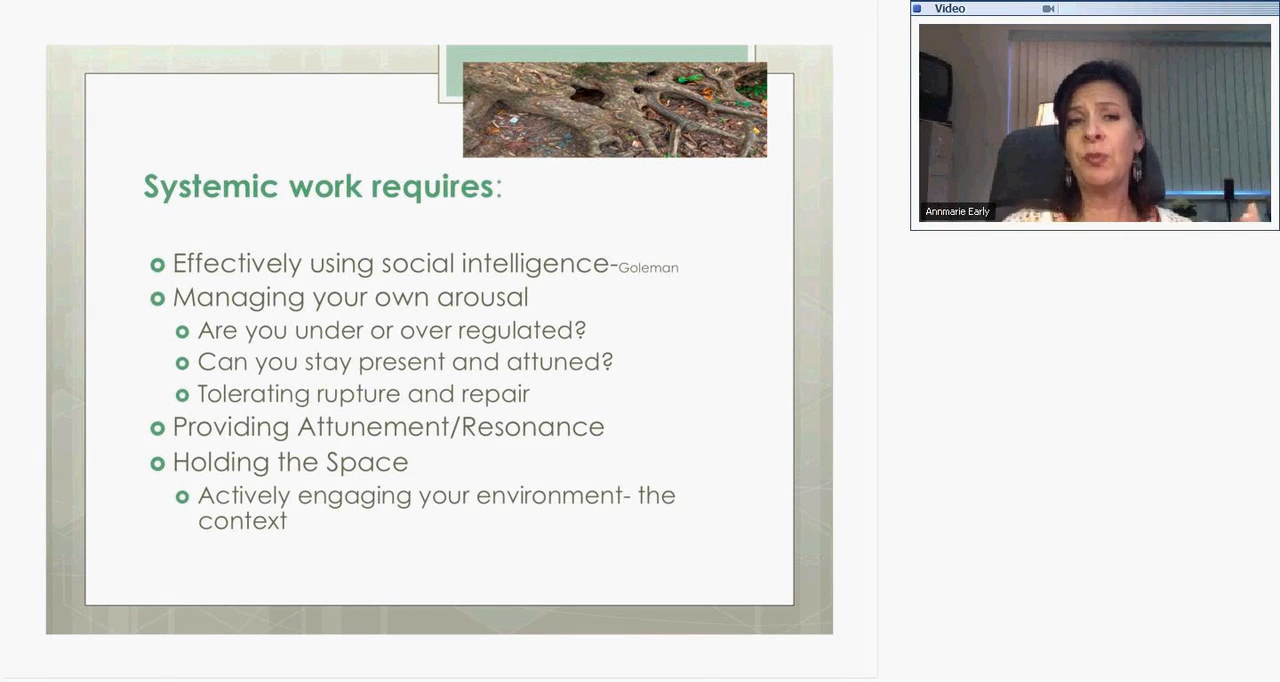 Systemic work requires:
Effectively using social intelligence-Goleman
Managing your own arousal
Are you under or over regulated?
Can you stay present and attuned?
Tolerating rupture and repair
Providing Attunement/Resonance
Holding the Space
Actively engaging your environment- the
context
Video
Annmarie Early